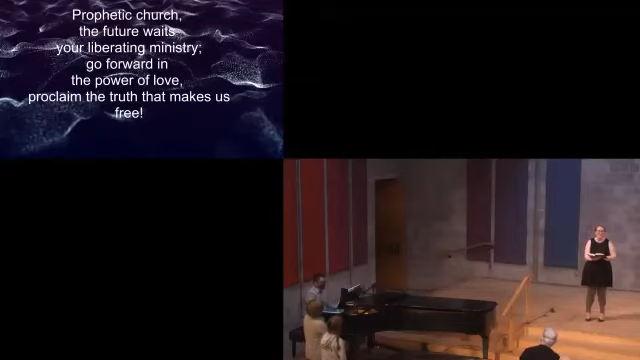 Prophetic church,
the future waits
your liberating ministry;
go forward in
the power of love,
proclaim the truth that makes us
free!